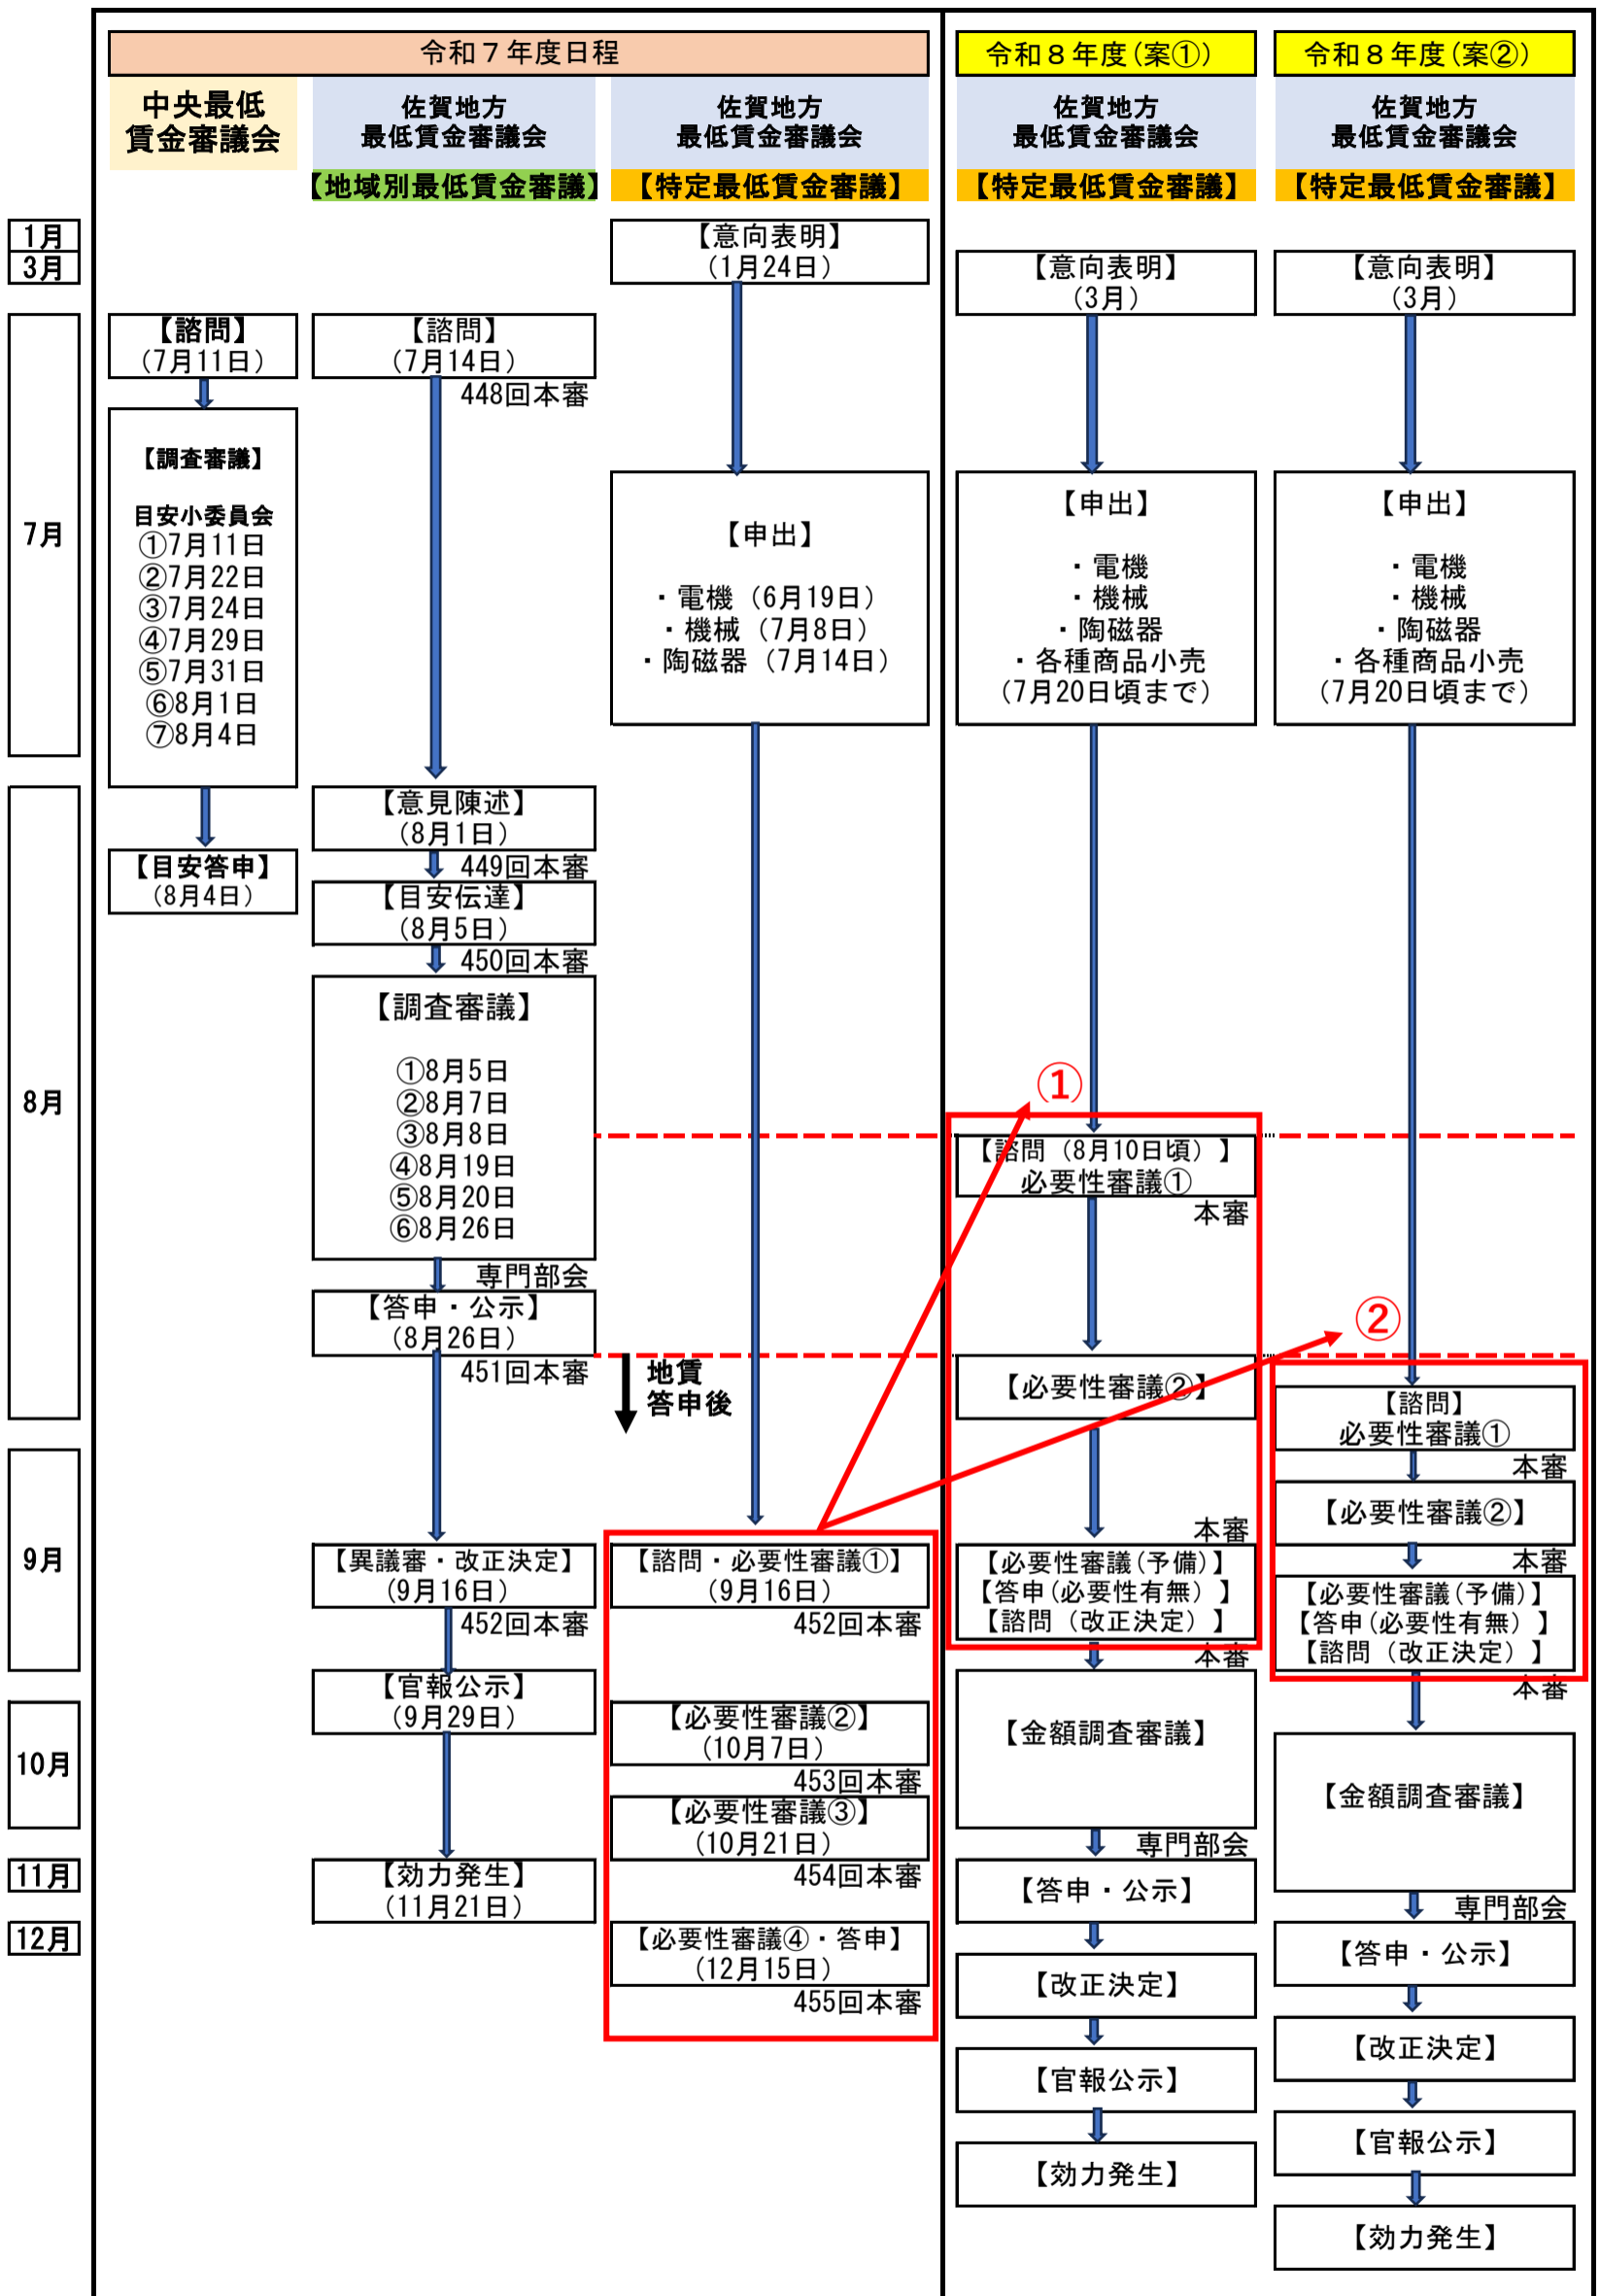 令和７年度日程
令和８年度(案①)
令和８年度(案②)
中央最低
賃金審議会
佐賀地方
最低賃金審議会
【地域別最低賃金審議】
佐賀地方
最低賃金審議会
【特定最低賃金審議】
佐賀地方
最低賃金審議会
【特定最低賃金審議】
佐賀地方
最低賃金審議会
【特定最低賃金審議】
1月
3月
7月
8月
9月
10月
11月
12月
【諮問】
(7月11日)
【調査審議】
目安小委員会
①7月11日
②7月22日
③7月24日
④7月29日
⑤7月31日
⑥8月1日
⑦8月4日
【目安答申】
(8月4日)
【諮問】
(7月14日)
448回本審
【意見陳述】
(8月1日)
449回本審
【目安伝達】
(8月5日)
450回本審
【調査審議】
①8月5日
②8月7日
③8月8日
④8月19日
⑤8月20日
⑥8月26日
専門部会
【答申・公示】
(8月26日)
451回本審
地賃
答申後
【異議審・改正決定】
(9月16日)
452回本審
【官報公示】
(9月29日)
【効力発生】
(11月21日)
【意向表明】
(1月24日)
【申出】
・電機（6月19日）
・機械（7月8日）
・陶磁器（7月14日）
【諮問・必要性審議①】
(9月16日)
452回本審
【必要性審議②】
(10月7日)
453回本審
【必要性審議③】
(10月21日)
454回本審
【必要性審議④・答申】
(12月15日)
455回本審
①
②
【意向表明】
(3月)
【申出】
・電機
・機械
・陶磁器
・各種商品小売
(7月20日頃まで)
【諮問（8月10日頃）】
必要性審議①
本審
【必要性審議②】
本審
【必要性審議(予備)】
【答申(必要性有無）】
【諮問（改正決定）】
本審
【金額調査審議】
専門部会
【答申・公示】
【改正決定】
【官報公示】
【効力発生】
【意向表明】
(3月)
【申出】
・電機
・機械
・陶磁器
・各種商品小売
(7月20日頃まで)
【諮問】
必要性審議①
本審
【必要性審議②】
本審
【必要性審議(予備)】
【答申(必要性有無）】
【諮問（改正決定）】
本審
【金額調査審議】
専門部会
【答申・公示】
【改正決定】
【官報公示】
【効力発生】